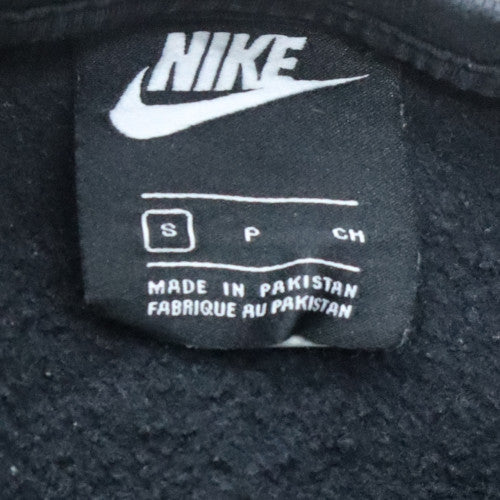 NIKE
S P CH
MADE IN PAKISTAN
FABRIQUE AU PAKISTAN